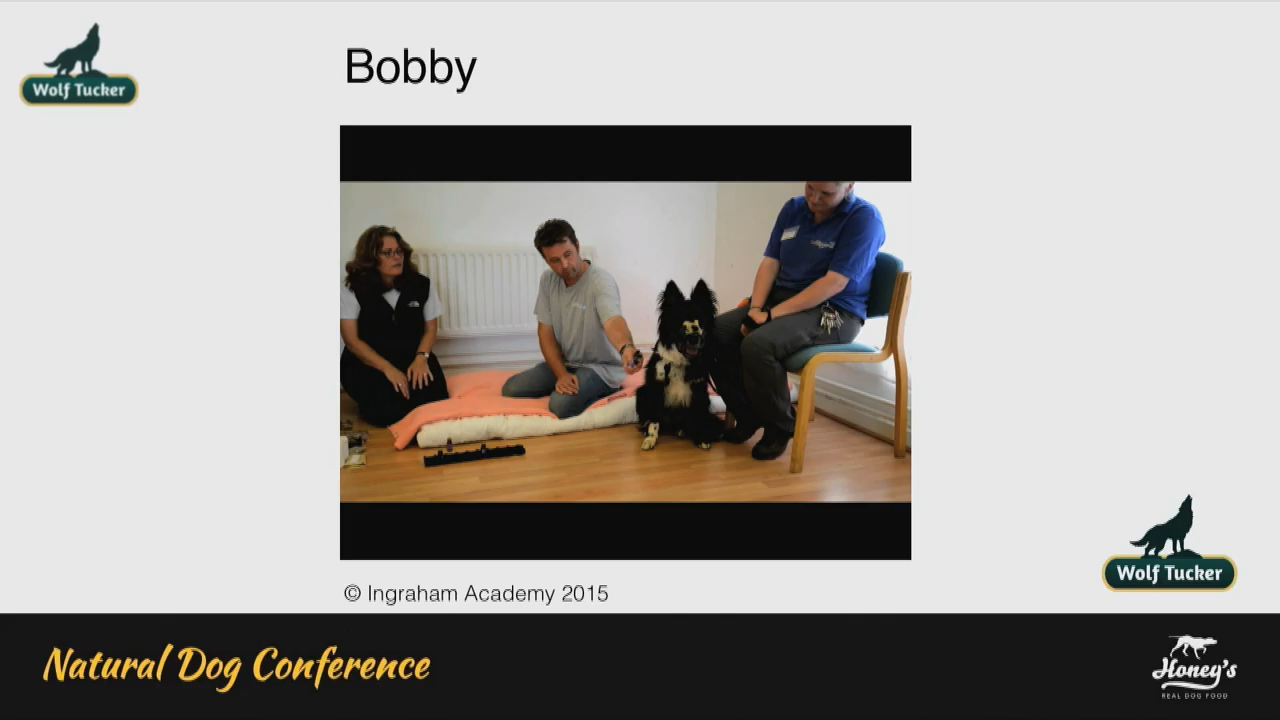 Bobby
Wolf Tucker
© Ingraham Academy 2015
Wolf Tucker
Natural Dog Conference
Honey's
REAL DOG FOOD